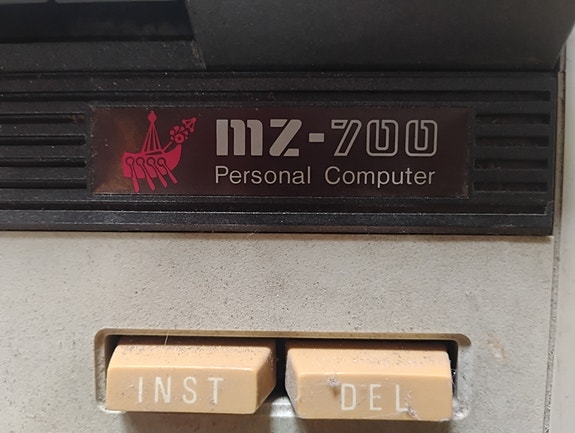 MZ-700
Personal Computer
INST DEL